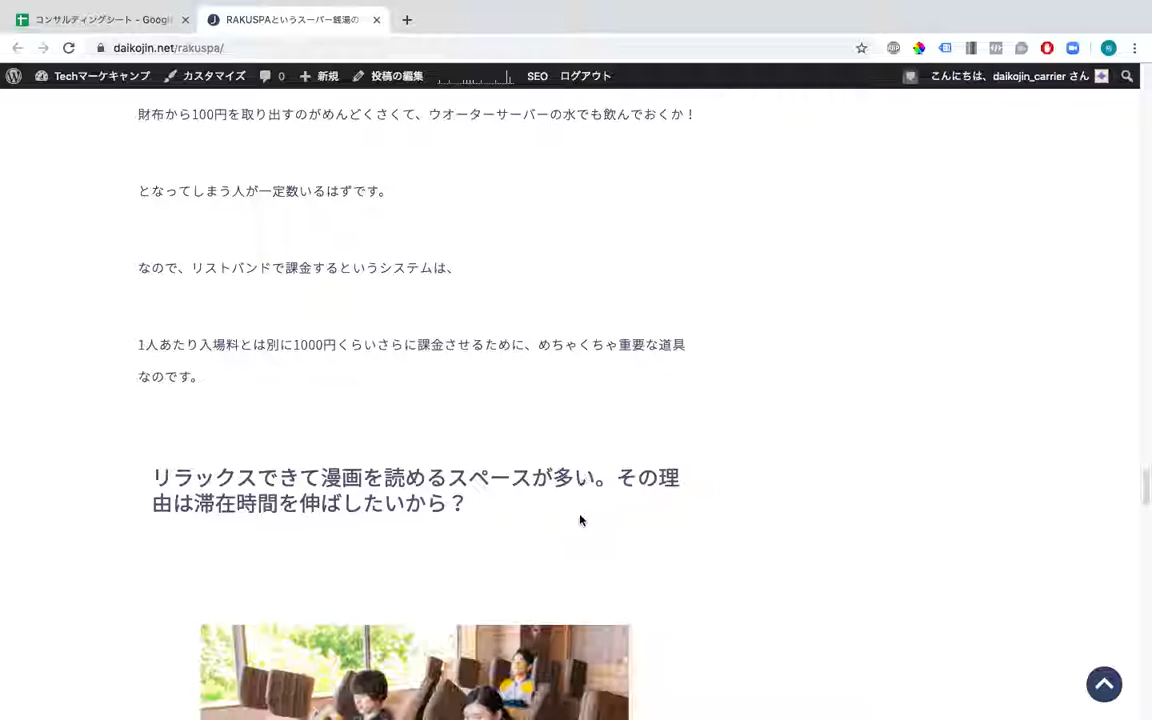 コンサルティングシート - Googl
RAKUSPAというスーパー銭湯の
daikojin.net/rakuspa/
Techマーケキャンプ カスタマイズ 0 新規 投稿の編集 SEO ログアウト こんにちは、daikojin_carrier さん
財布から100円を取り出すのがめんどくさくて、ウオーターサーバーの水でも飲んでおくか！
となってしまう人が一定数いるはずです。
なので、リストバンドで課金するというシステムは、
1人あたり入場料とは別に1000円くらいさらに課金させるために、めちゃくちゃ重要な道具
なのです。
リラックスできて漫画を読めるスペースが多い。その理
由は滞在時間を伸ばしたいから？